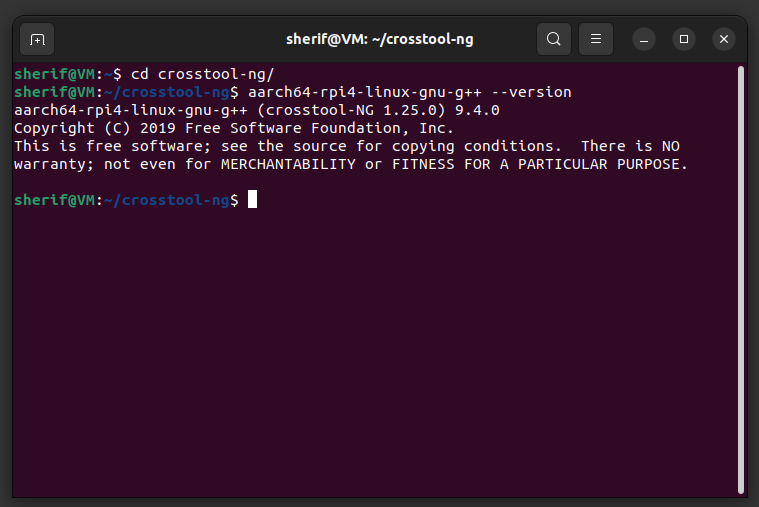 sherif@VM: ~/crosstool-ng
sherif@VM:~$ cd crosstool-ng/
sherif@VM:~/crosstool-ng$ aarch64-rpi4-linux-gnu-g++ --version
aarch64-rpi4-linux-gnu-g++ (crosstool-NG 1.25.0) 9.4.0
Copyright (C) 2019 Free Software Foundation, Inc.
This is free software; see the source for copying conditions.  There is NO
warranty; not even for MERCHANTABILITY or FITNESS FOR A PARTICULAR PURPOSE.
sherif@VM:~/crosstool-ng$